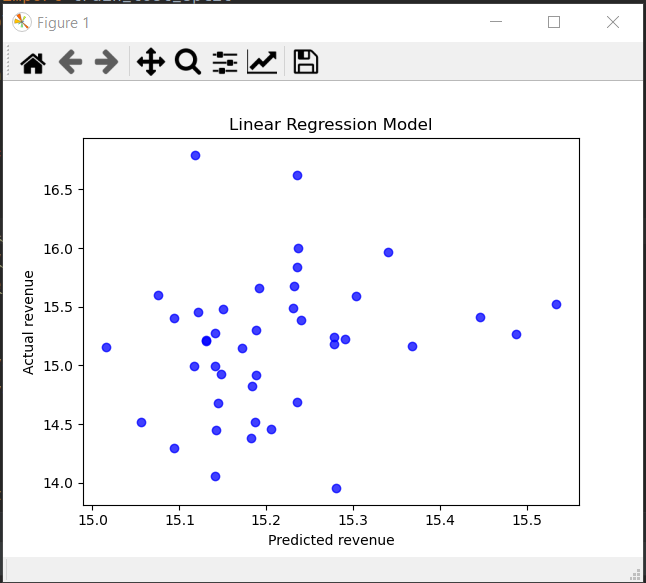 Figure 1
Linear Regression Model
16.5
16.0
15.5
15.0
14.5
14.0
Actual revenue
15.0 15.1 15.2 15.3 15.4 15.5
Predicted revenue